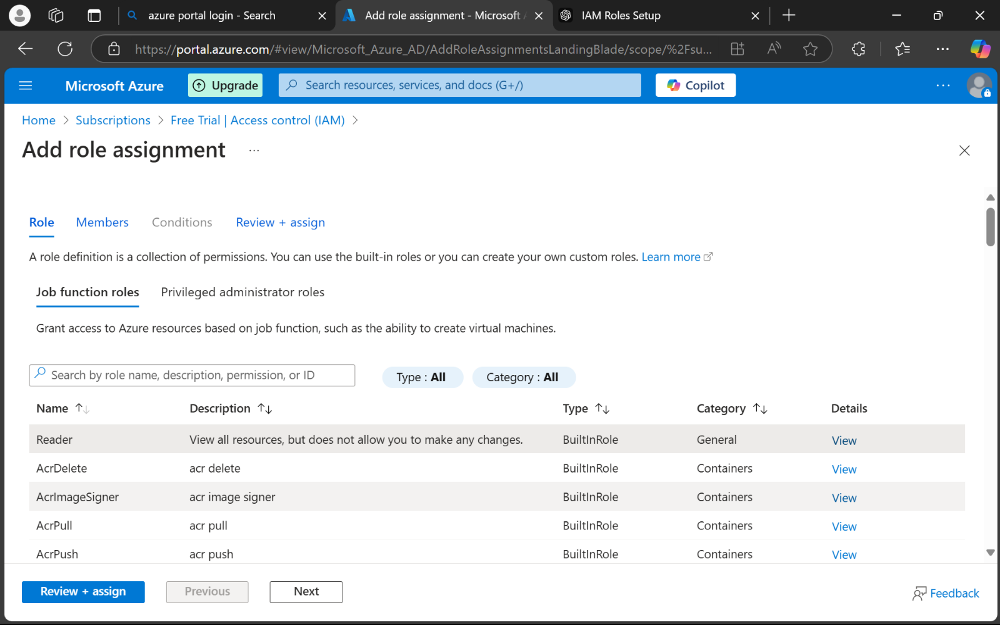 azure portal login - Search
Add role assignment - Microsoft
IAM Roles Setup
https://portal.azure.com/#view/Microsoft_Azure_AD/AddRoleAssignmentsLandingBlade/scope/%2Fsu...
Microsoft Azure
Upgrade
Search resources, services, and docs (G+/)
Copilot
Home > Subscriptions > Free Trial | Access control (IAM) >
Add role assignment ...
Role Members Conditions Review + assign
A role definition is a collection of permissions. You can use the built-in roles or you can create your own custom roles. Learn more
Job function roles Privileged administrator roles
Grant access to Azure resources based on job function, such as the ability to create virtual machines.
Search by role name, description, permission, or ID
Type : All
Category : All
Name Description Type Category Details
Reader View all resources, but does not allow you to make any changes. BuiltInRole General View
AcrDelete acr delete BuiltInRole Containers View
AcrImageSigner acr image signer BuiltInRole Containers View
AcrPull acr pull BuiltInRole Containers View
AcrPush acr push BuiltInRole Containers View
Review + assign Previous Next Feedback